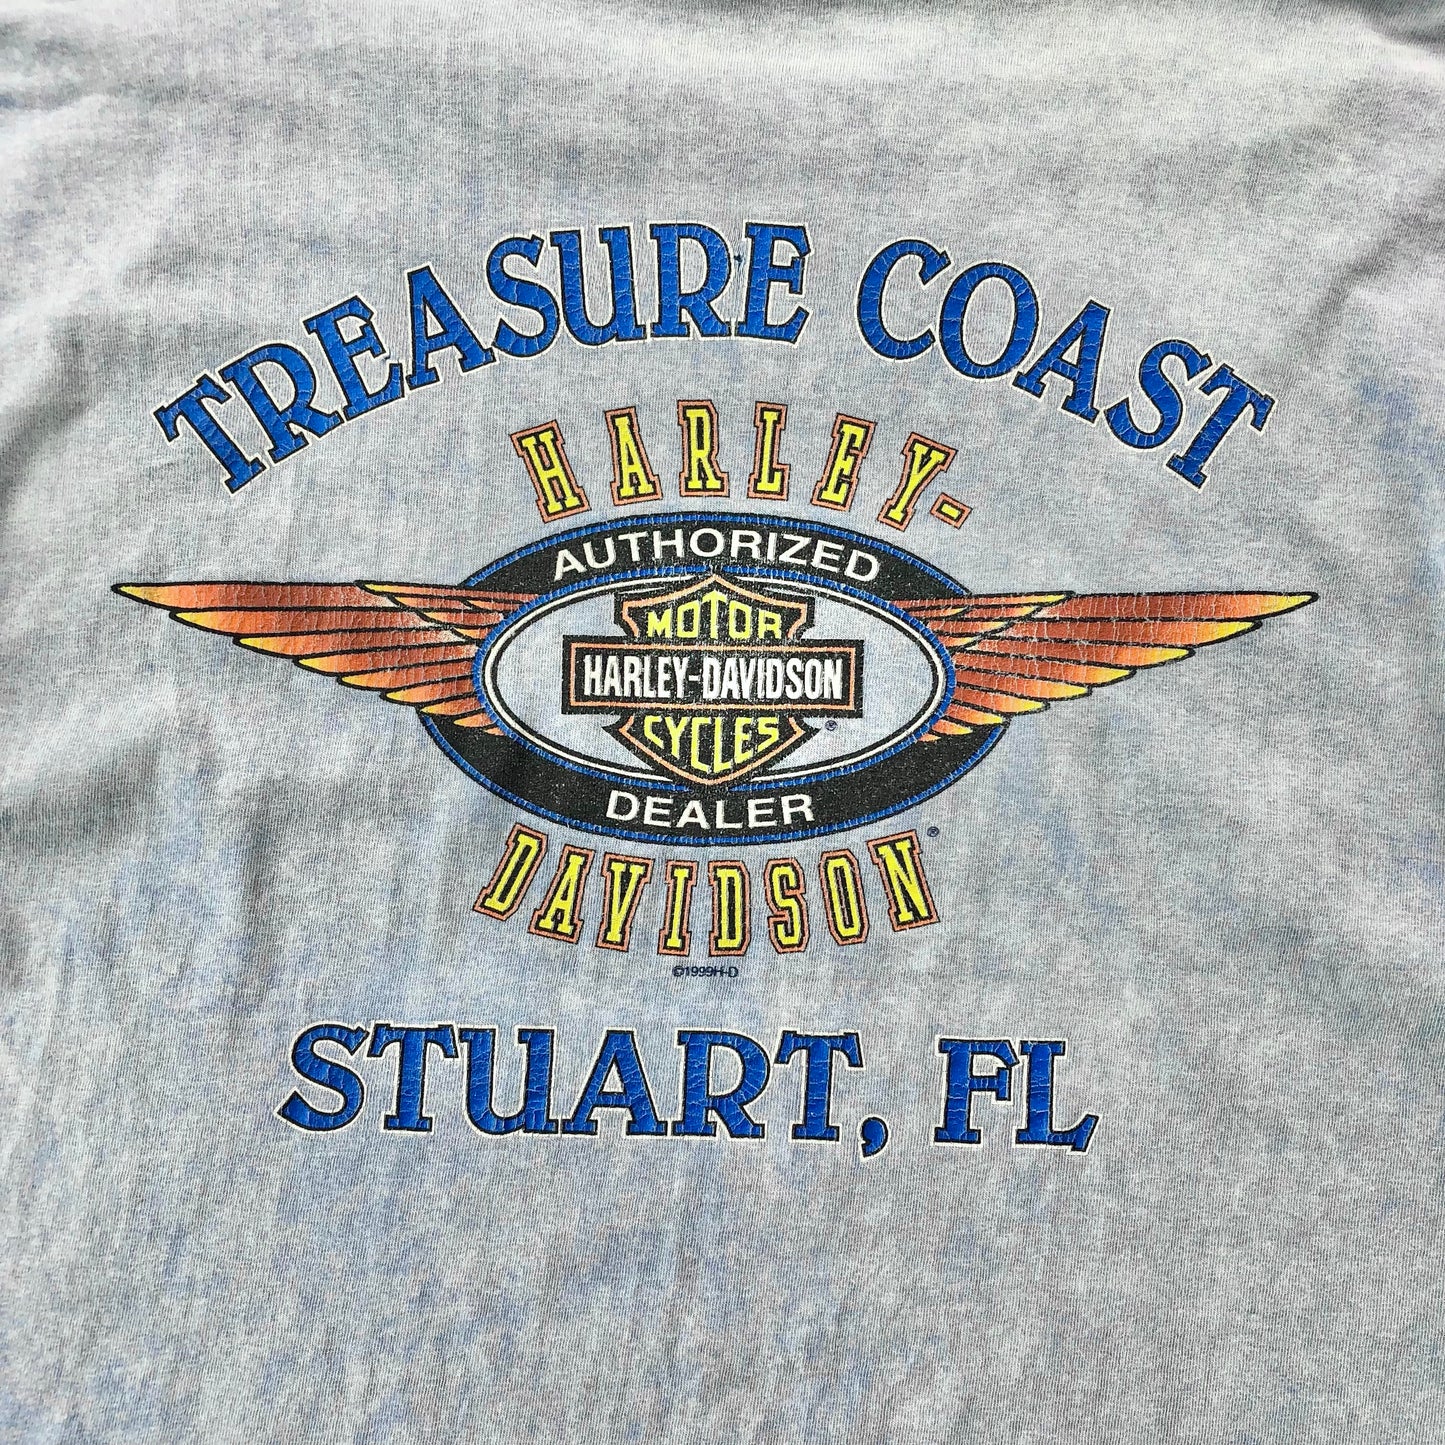 TREASURE COAST
HARLEY-
AUTHORIZED
MOTOR
HARLEY-DAVIDSON
CYCLES
®
DEALER
DAVIDSON®
©1999H-D
STUART, FL